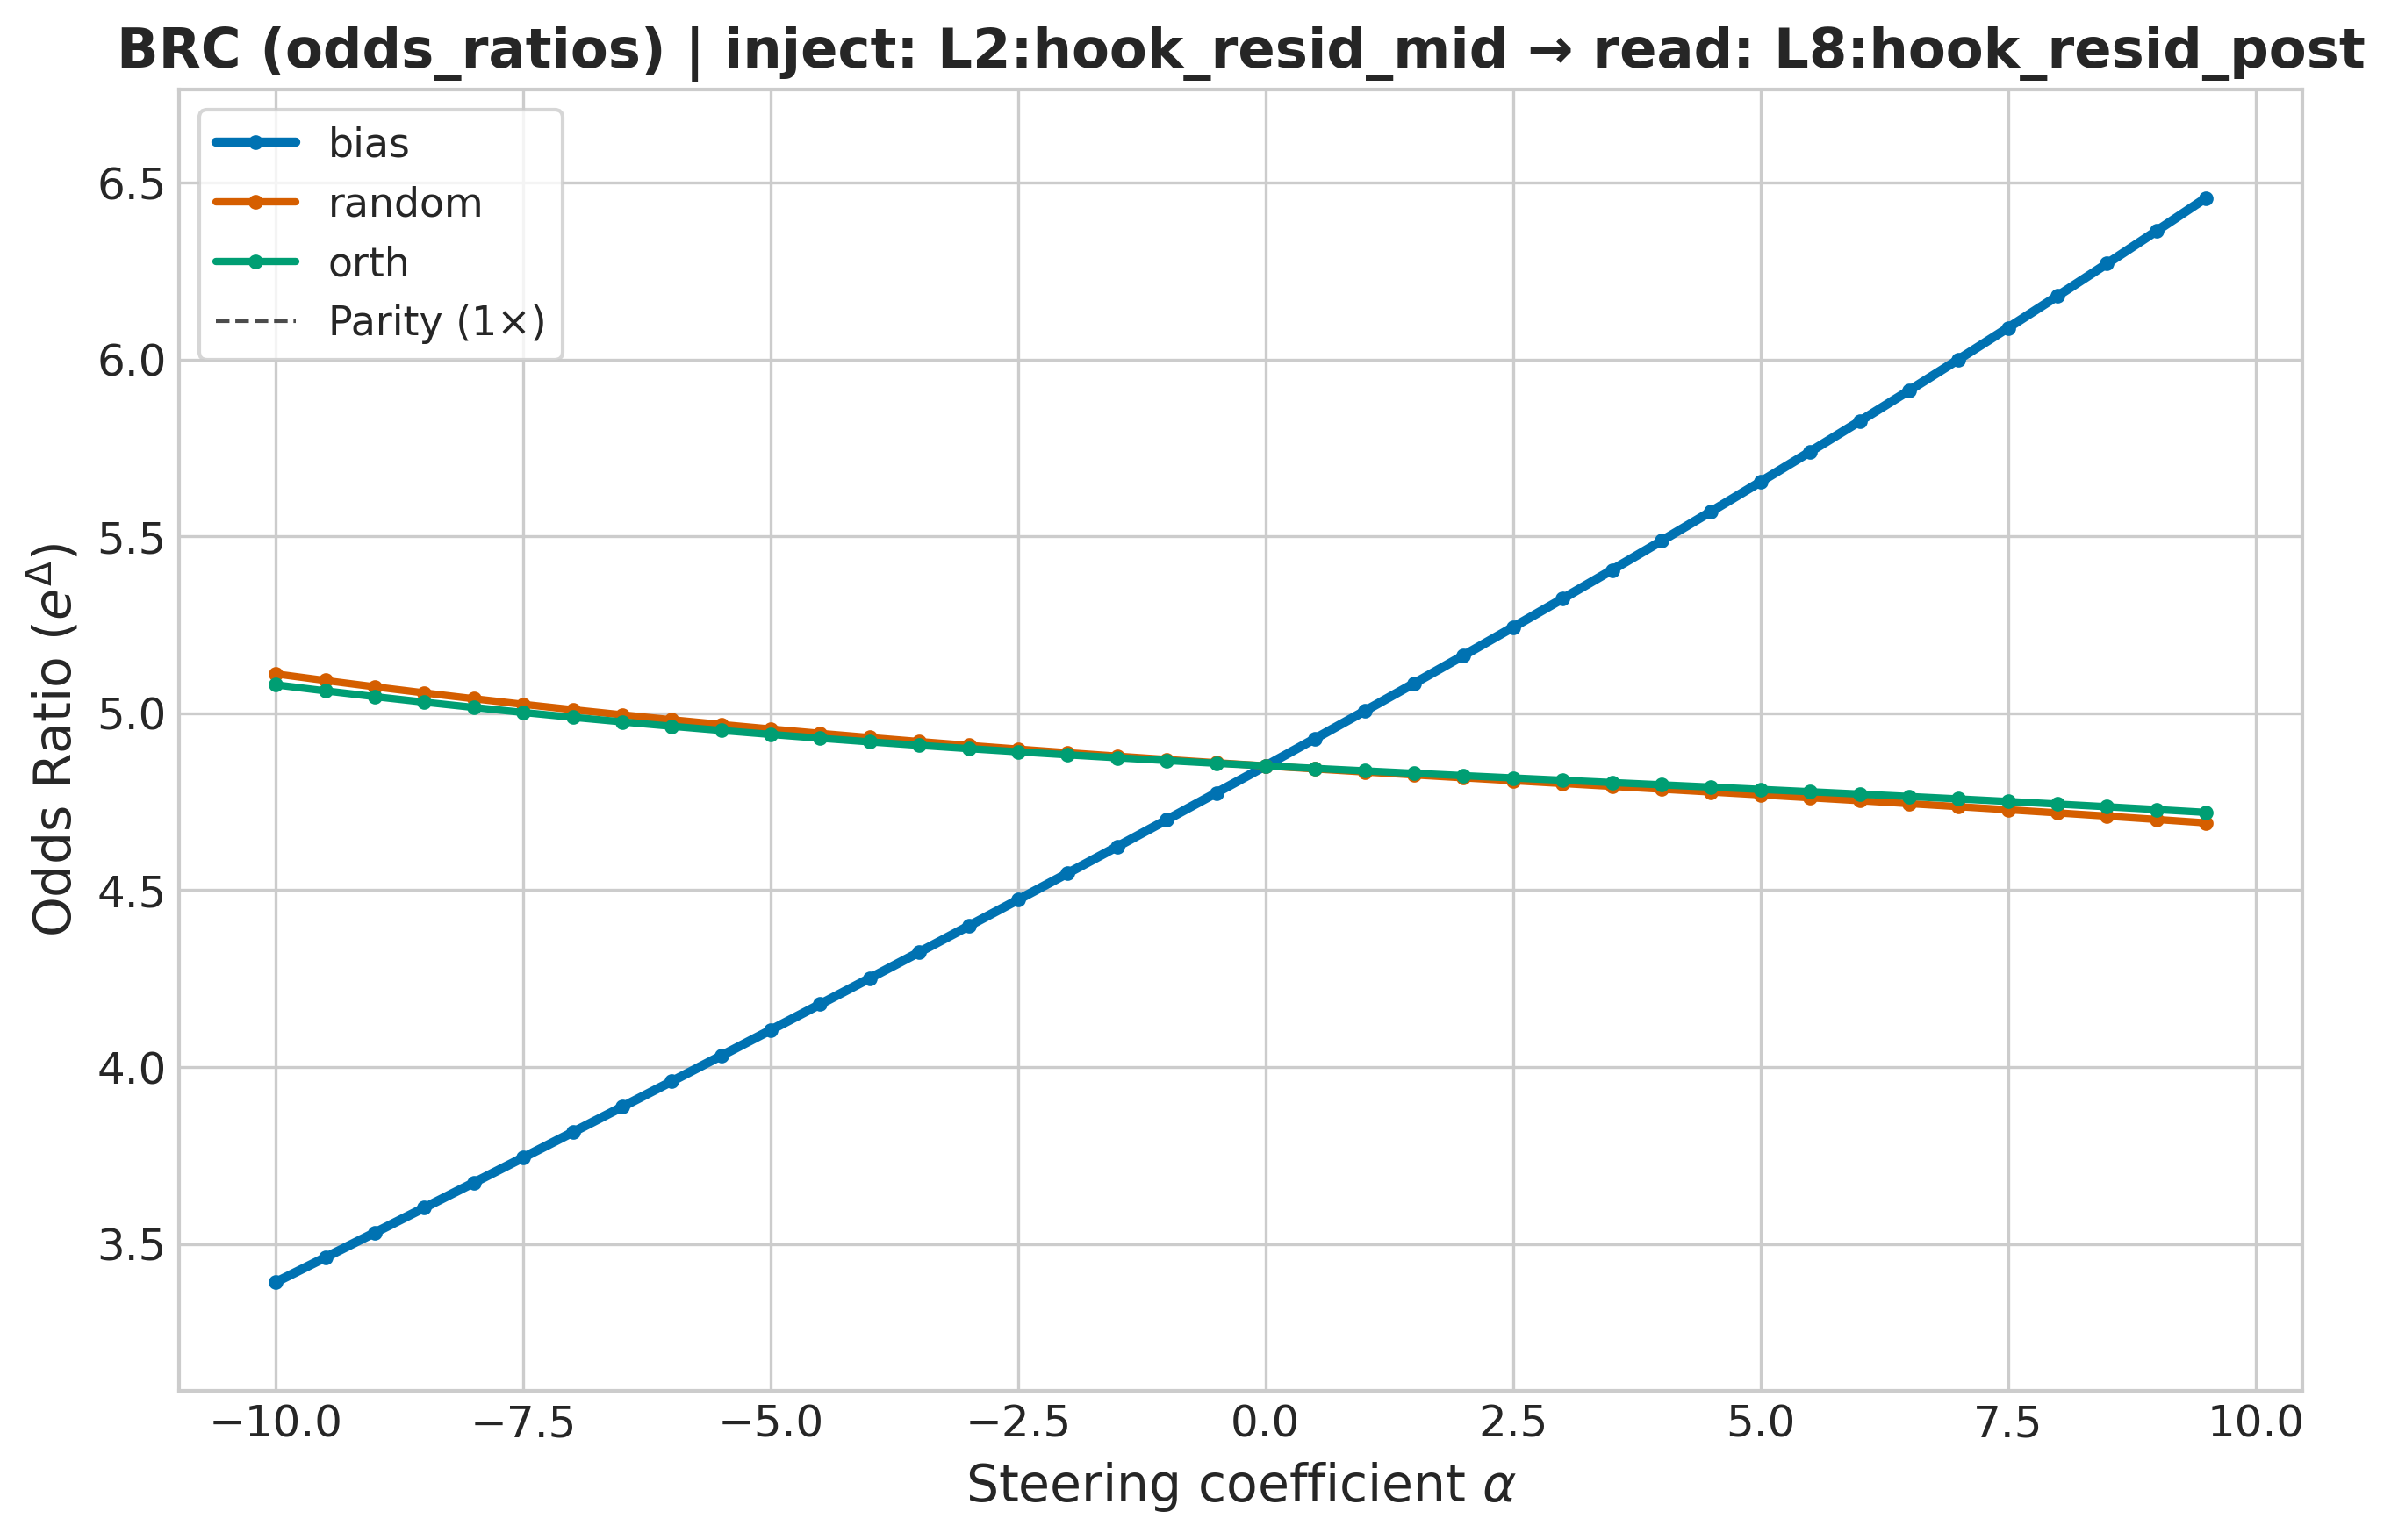 BRC (odds_ratios) | inject: L2:hook_resid_mid → read: L8:hook_resid_post
bias
random
orth
Parity (1×)
6.5
6.0
5.5
5.0
4.5
4.0
3.5
Odds Ratio (e^Δ)
−10.0 −7.5 −5.0 −2.5 0.0 2.5 5.0 7.5 10.0
Steering coefficient α